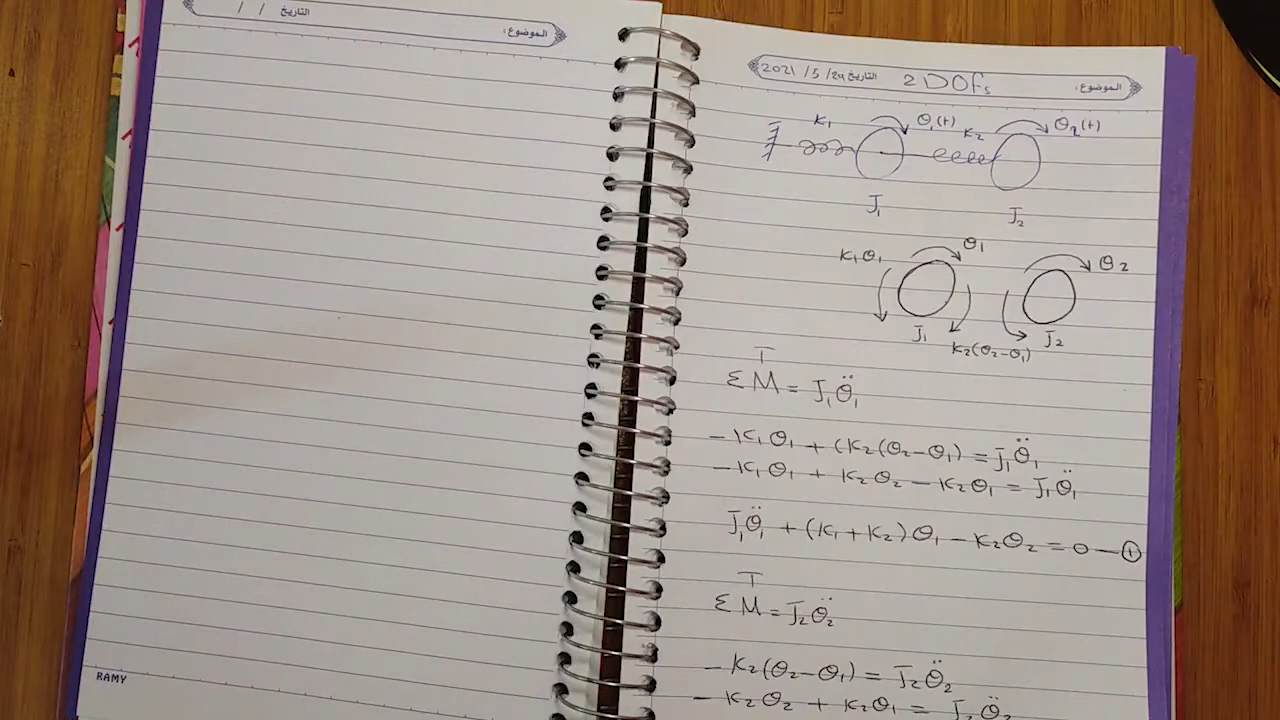 التاريخ / /
الموضوع:
RAMY
2021 / 5 / 24 التاريخ 2 DOFs الموضوع:
K₁ θ₁(t) K₂ θ₂(t)
J₁ J₂
K₁θ₁ θ₁ θ₂
J₁ K₂(θ₂-θ₁) J₂
T
ΣM = J₁θ̈₁
-K₁θ₁ + (K₂(θ₂-θ₁) = J₁θ̈₁
-K₁θ₁ + K₂θ₂ - K₂θ₁ = J₁θ̈₁
J₁θ̈₁ + (K₁+K₂)θ₁ - K₂θ₂ = 0 — ①
T
ΣM = J₂θ̈₂
-K₂(θ₂-θ₁) = J₂θ̈₂
-K₂θ₂ + K₂θ₁ = J₂θ̈₂